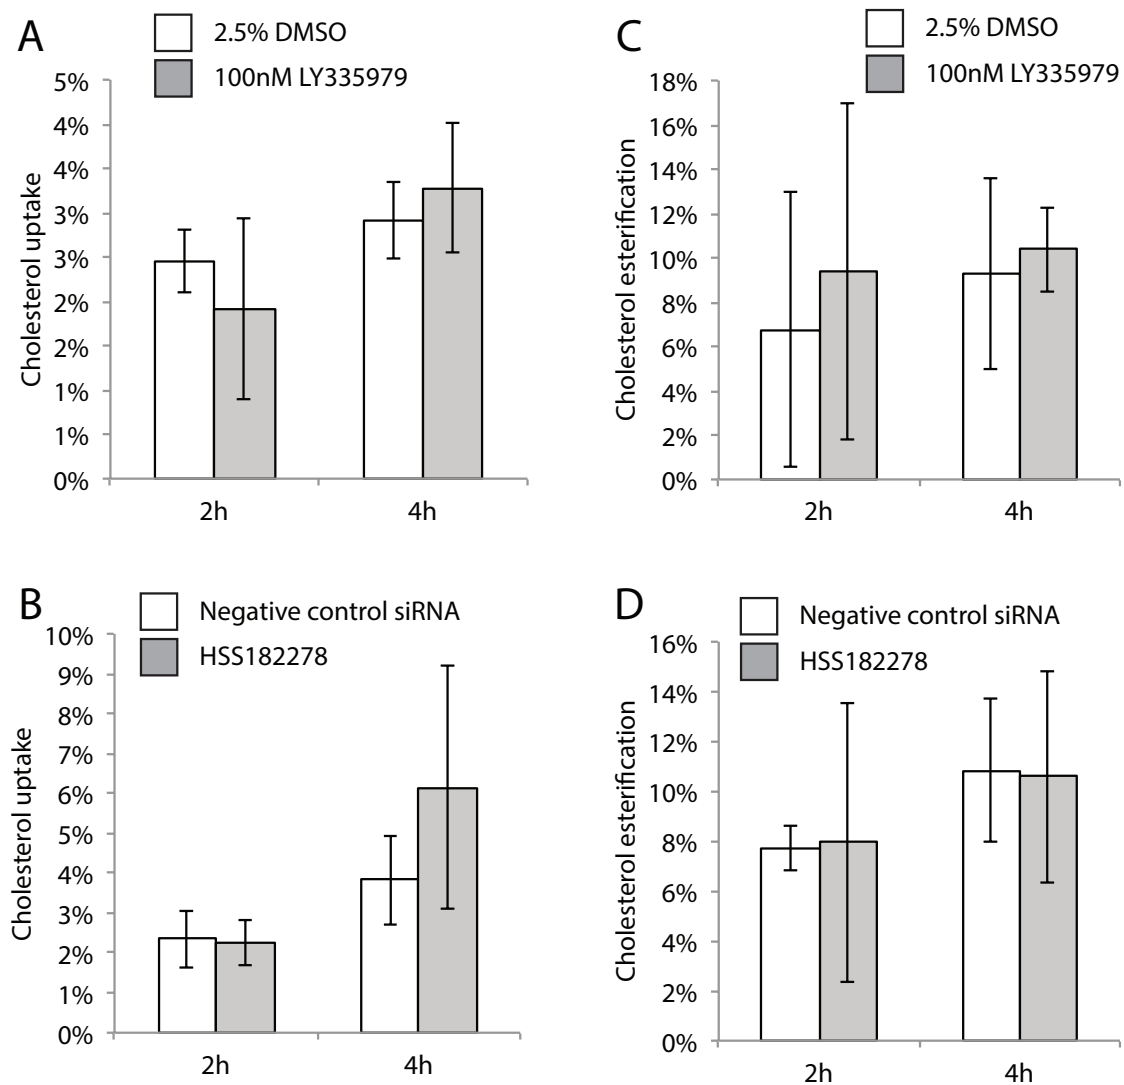 A
2.5% DMSO
100nM LY335979
Cholesterol uptake
5%
4%
4%
3%
3%
2%
2%
1%
1%
0%
2h
4h
C
2.5% DMSO
100nM LY335979
Cholesterol esterification
18%
16%
14%
12%
10%
8%
6%
4%
2%
0%
2h
4h
B
Negative control siRNA
HSS182278
Cholesterol uptake
10%
9%
8%
7%
6%
5%
4%
3%
2%
1%
0%
2h
4h
D
Negative control siRNA
HSS182278
Cholesterol esterification
16%
14%
12%
10%
8%
6%
4%
2%
0%
2h
4h